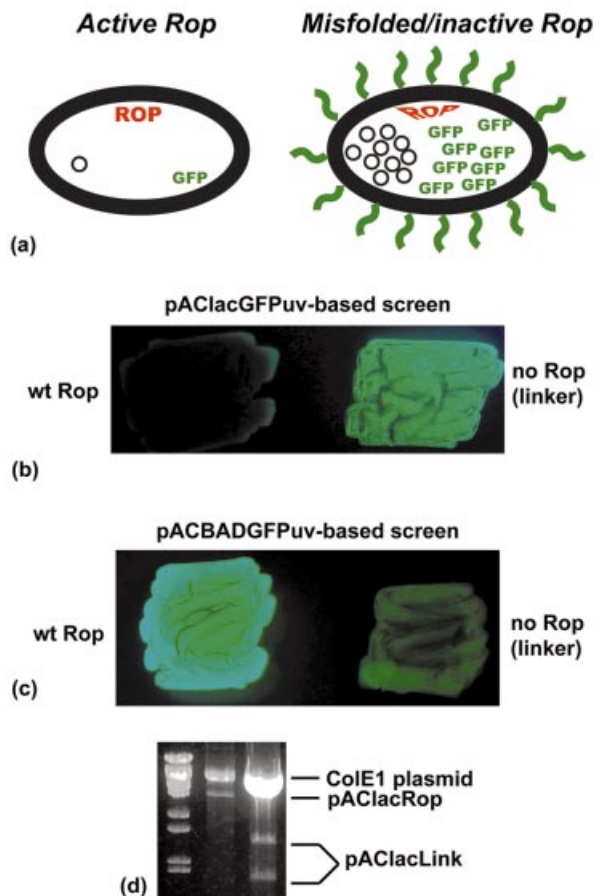 Active Rop
Misfolded/inactive Rop
ROP
GFP
ROP
GFP
GFP
GFP
GFP
GFP
GFP
GFP
GFP
GFP
(a)
pAClacGFPuv-based screen
wt Rop
no Rop
(linker)
(b)
pACBADGFPuv-based screen
wt Rop
no Rop
(linker)
(c)
ColE1 plasmid
pAClacRop
pAClacLink
(d)